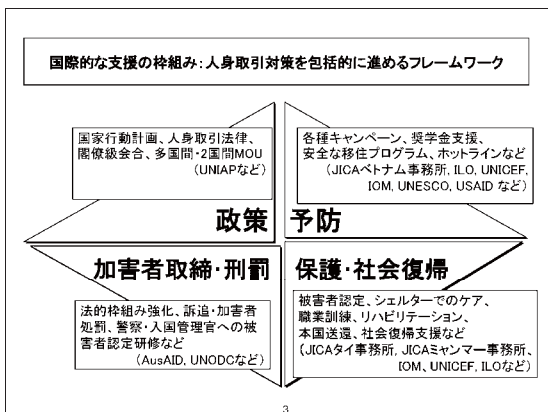 国際的な支援の枠組み:人身取引対策を包括的に進めるフレームワーク
国家行動計画、人身取引法律、
閣僚級会合、多国間・2国間MOU
(UNIAPなど)
政策
各種キャンペーン、奨学金支援、
安全な移住プログラム、ホットラインなど
(JICAベトナム事務所, ILO, UNICEF,
IOM, UNESCO, USAID など)
予防
加害者取締・刑罰
法的枠組み強化、訴追・加害者
処罰、警察・入国管理官への被
害者認定研修など
(AusAID, UNODCなど)
保護・社会復帰
被害者認定、シェルターでのケア、
職業訓練、リハビリテーション、
本国送還、社会復帰支援など
(JICAタイ事務所, JICAミャンマー事務所、
IOM, UNICEF, ILOなど)
3